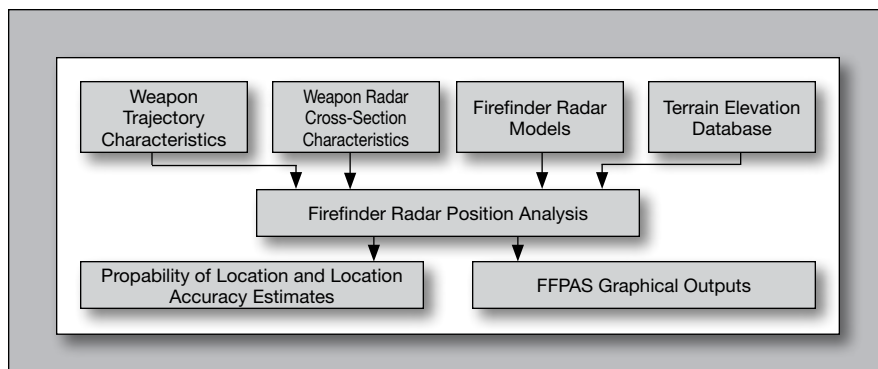 Weapon
Trajectory
Characteristics
Weapon Radar
Cross-Section
Characteristics
Firefinder Radar
Models
Terrain Elevation
Database
Firefinder Radar Position Analysis
Propability of Location and Location
Accuracy Estimates
FFPAS Graphical Outputs